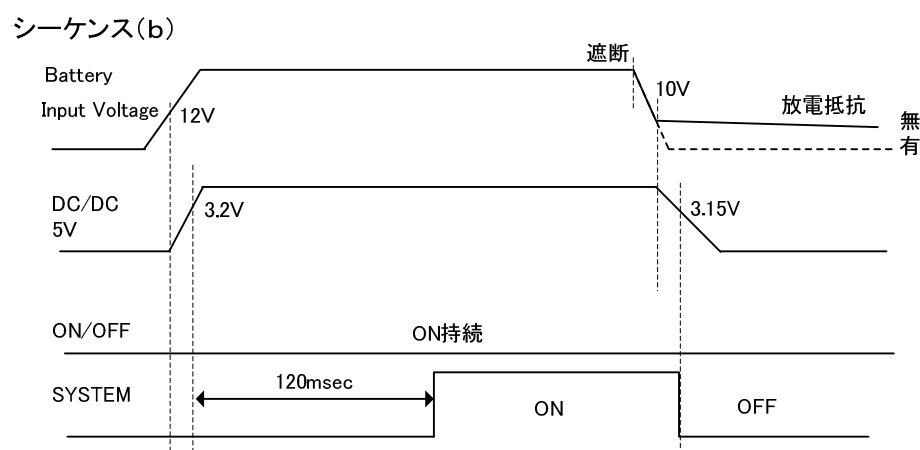 シーケンス(b)
Battery
Input Voltage
12V
遮断
10V
放電抵抗
無
有
DC/DC
5V
3.2V
3.15V
ON/OFF
ON持続
SYSTEM
120msec
ON
OFF